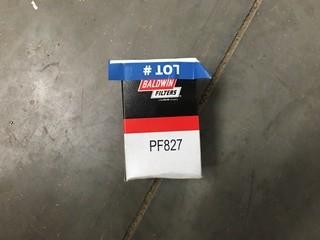 LOT #
BALDWIN
FILTERS
PF827